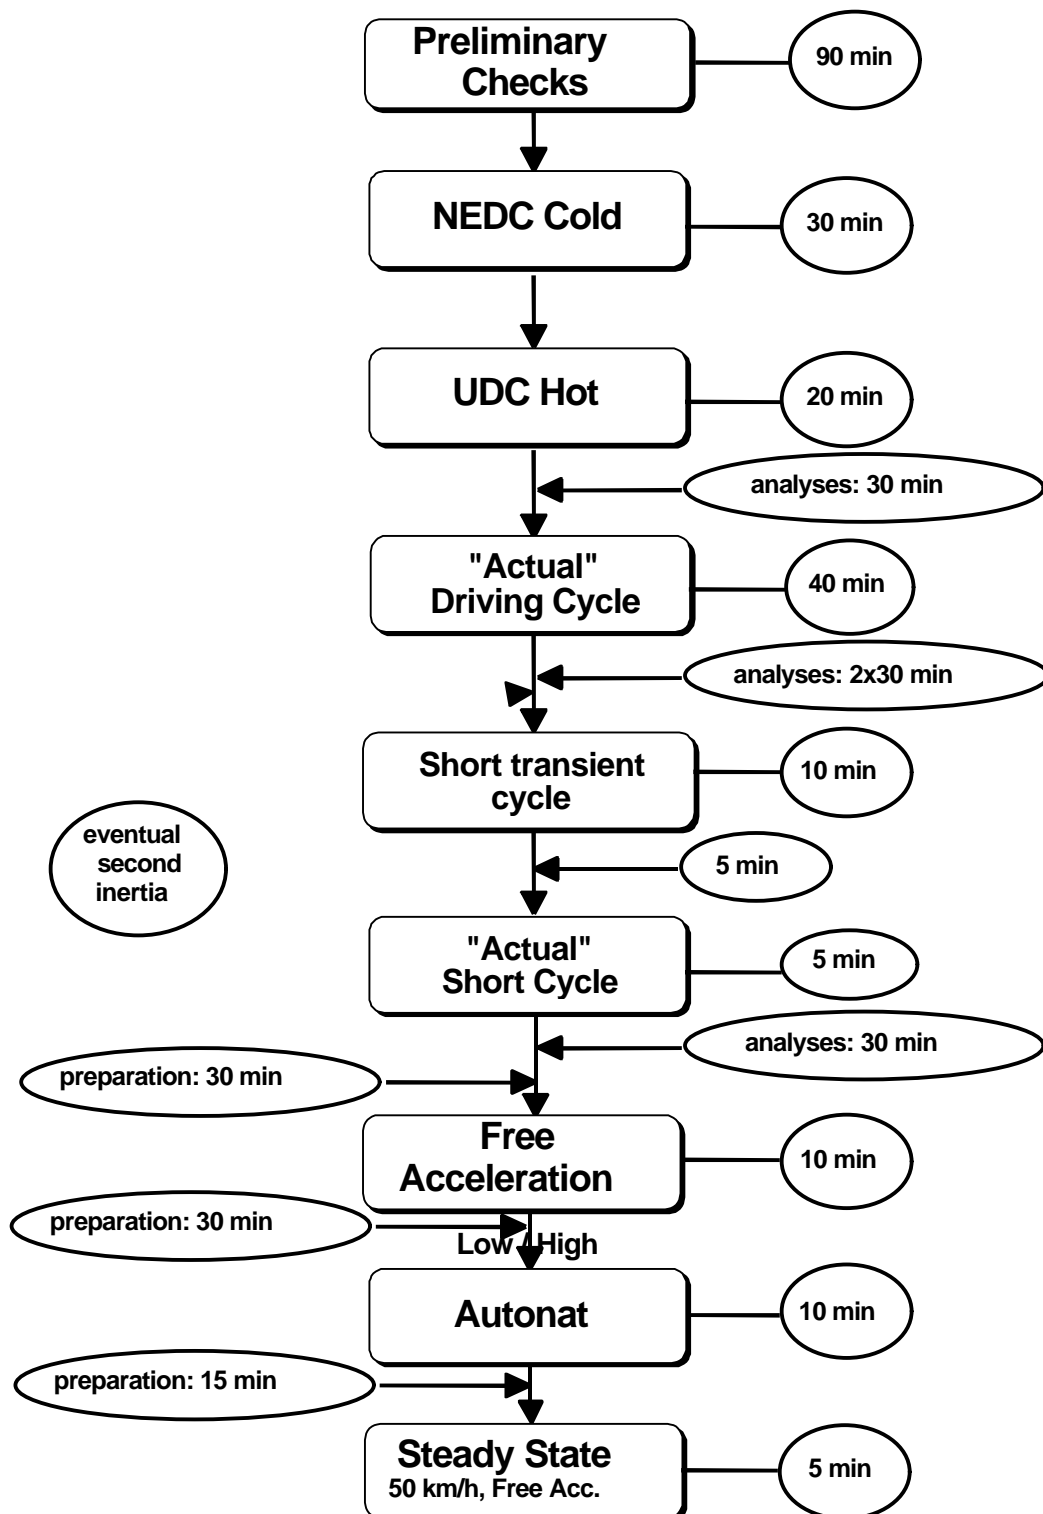 Preliminary
Checks
90 min
NEDC Cold
30 min
UDC Hot
20 min
analyses: 30 min
"Actual"
Driving Cycle
40 min
analyses: 2x30 min
Short transient
cycle
10 min
eventual
second
inertia
5 min
"Actual"
Short Cycle
5 min
analyses: 30 min
preparation: 30 min
Free
Acceleration
10 min
preparation: 30 min
Low / High
Autonat
10 min
preparation: 15 min
Steady State
50 km/h, Free Acc.
5 min